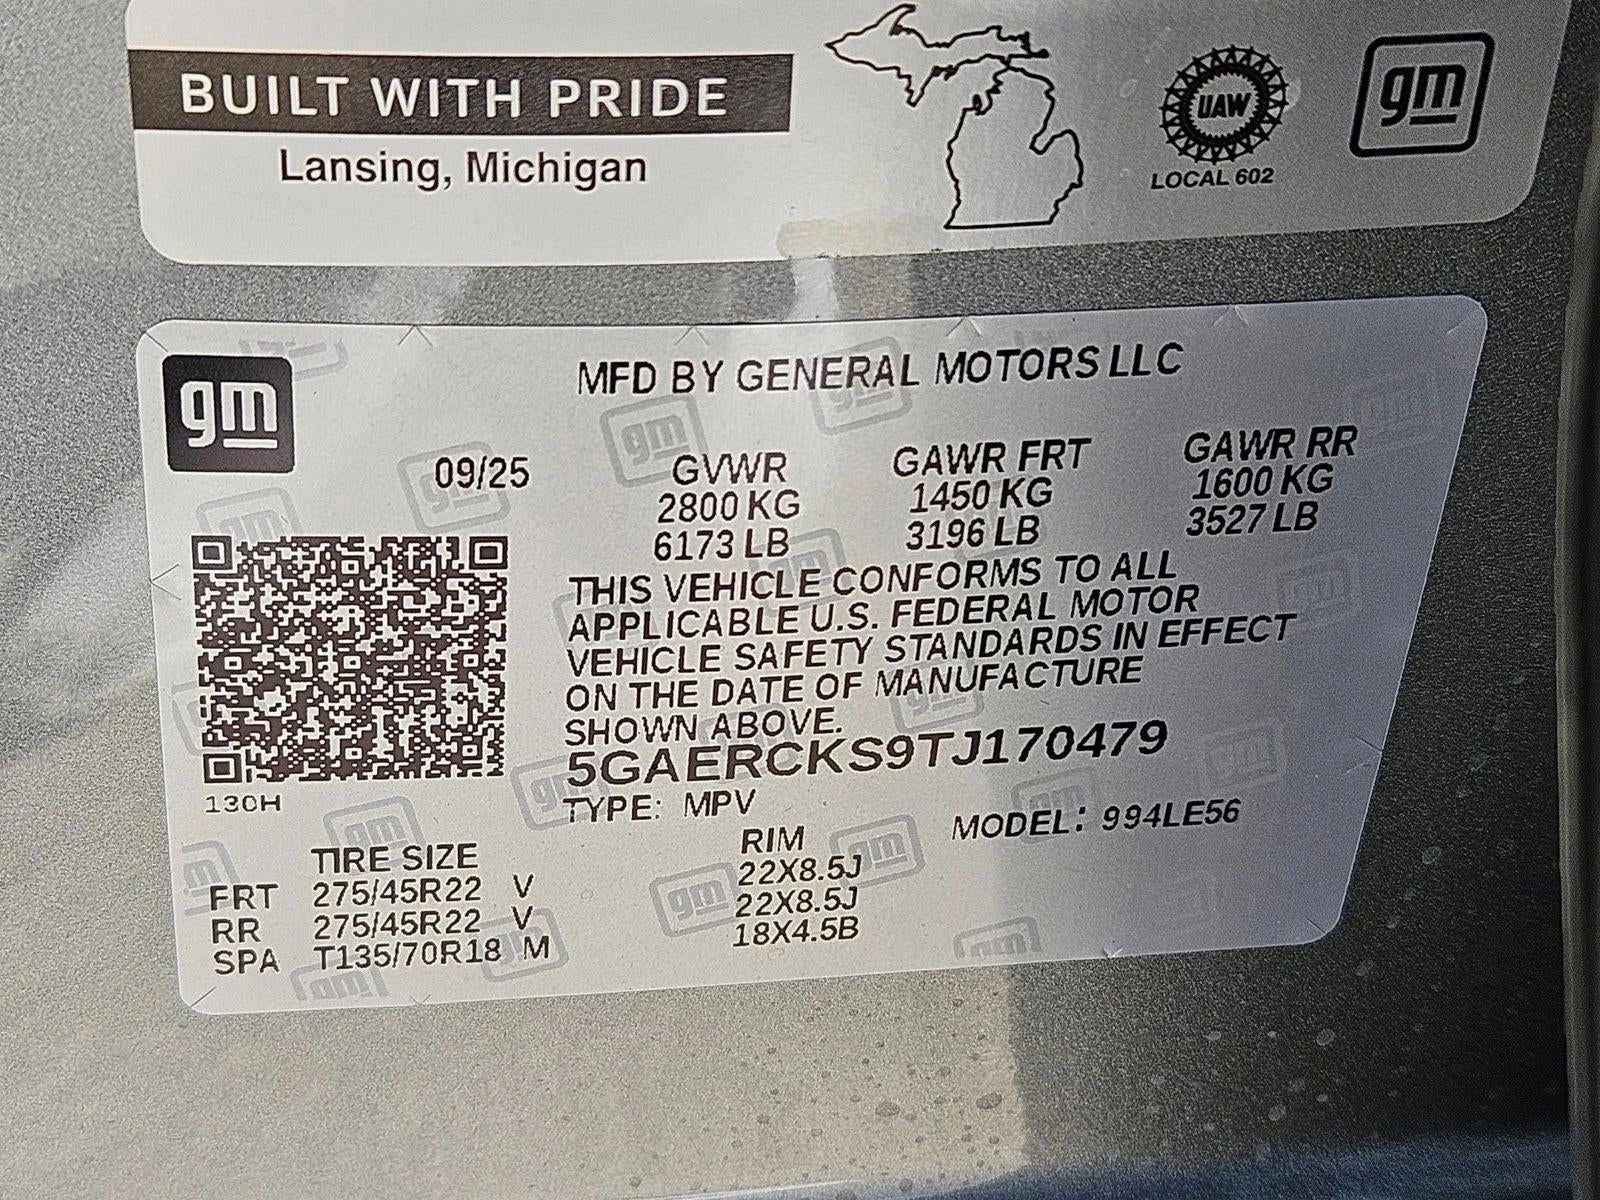 BUILT WITH PRIDE
Lansing, Michigan
UAW
LOCAL 602
gm
gm
MFD BY GENERAL MOTORS LLC
09/25
GVWR GAWR FRT GAWR RR
2800 KG 1450 KG 1600 KG
6173 LB 3196 LB 3527 LB
THIS VEHICLE CONFORMS TO ALL
APPLICABLE U.S. FEDERAL MOTOR
VEHICLE SAFETY STANDARDS IN EFFECT
ON THE DATE OF MANUFACTURE
SHOWN ABOVE.
5GAERCKS9TJ170479
130H
TYPE: MPV
MODEL: 994LE56
TIRE SIZE RIM
FRT 275/45R22 V 22X8.5J
RR 275/45R22 V 22X8.5J
SPA T135/70R18 M 18X4.5B